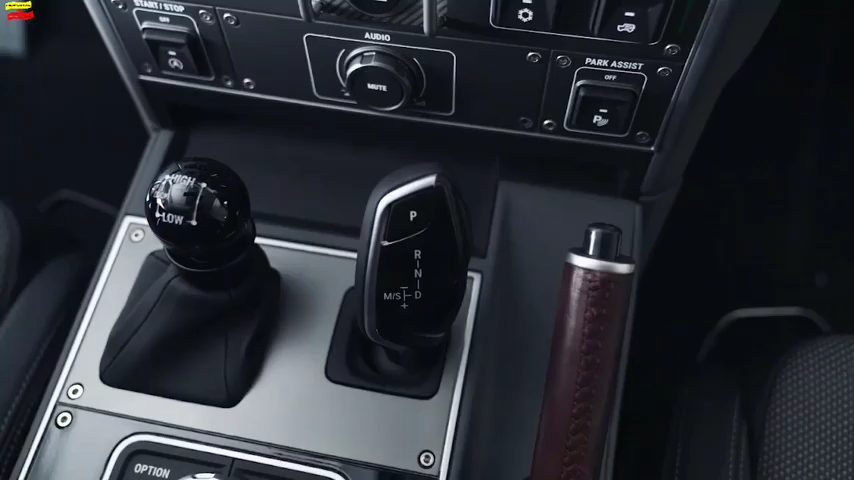 START/STOP
OFF
AUDIO
MUTE
PARK ASSIST
OFF
P
HIGH
LOW
P
R
N
M/S D
+
OPTION